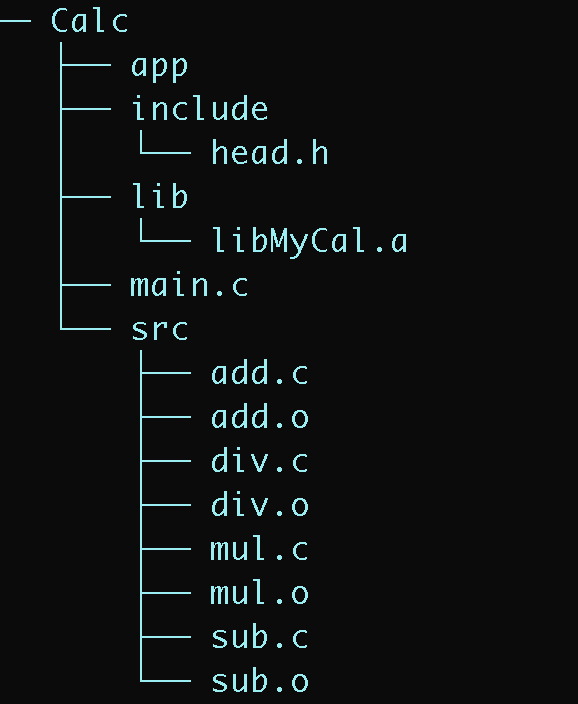 ── Calc
    ├── app
    ├── include
    │   └── head.h
    ├── lib
    │   └── libMyCal.a
    ├── main.c
    └── src
        ├── add.c
        ├── add.o
        ├── div.c
        ├── div.o
        ├── mul.c
        ├── mul.o
        ├── sub.c
        └── sub.o